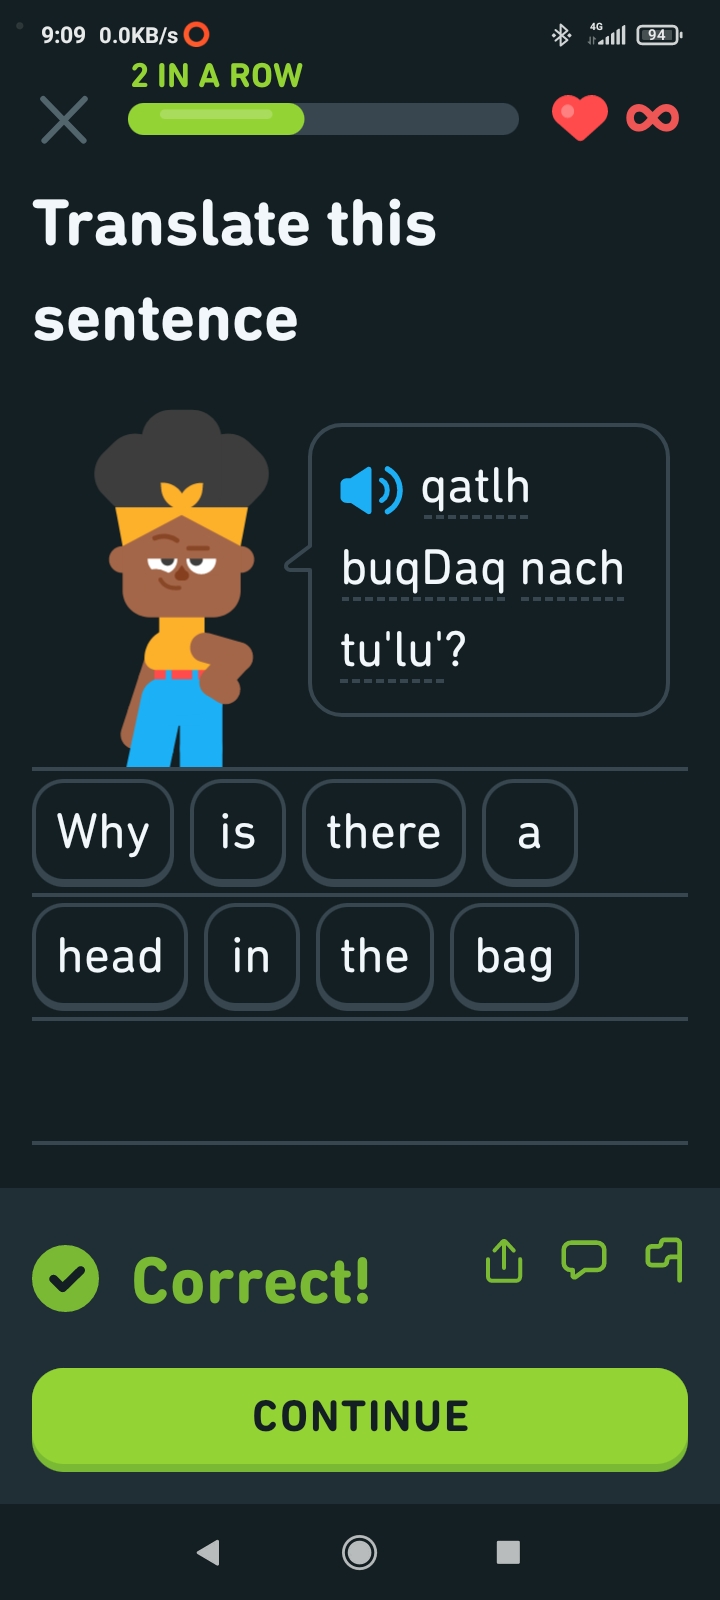 9:09 0.0KB/s 4G 94
2 IN A ROW
Translate this
sentence
qatlh
buqDaq nach
tu'lu'?
Why is there a
head in the bag
Correct!
CONTINUE